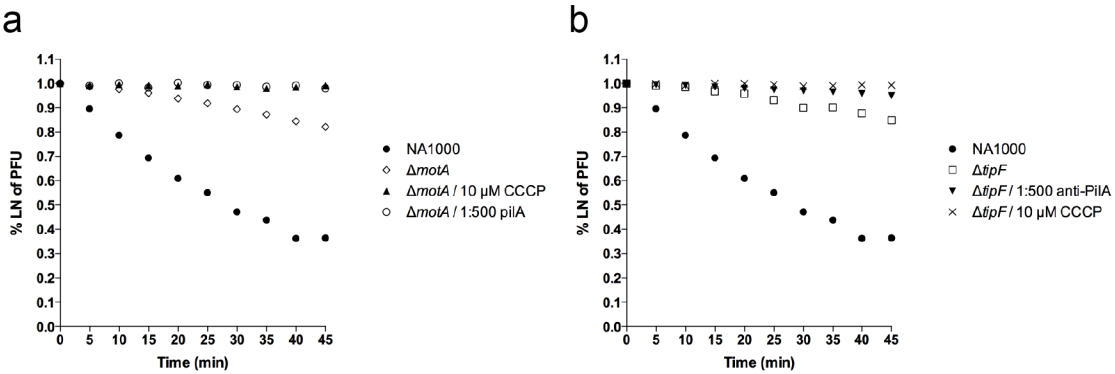 a
1.1
1.0
0.9
0.8
0.7
0.6
0.5
0.4
0.3
0.2
0.1
0.0
% LN of PFU
0 5 10 15 20 25 30 35 40 45
Time (min)
NA1000
ΔmotA
ΔmotA / 10 µM CCCP
ΔmotA / 1:500 pilA
b
1.1
1.0
0.9
0.8
0.7
0.6
0.5
0.4
0.3
0.2
0.1
0.0
% LN of PFU
0 5 10 15 20 25 30 35 40 45
Time (min)
NA1000
ΔtipF
ΔtipF / 1:500 anti-PilA
ΔtipF / 10 µM CCCP